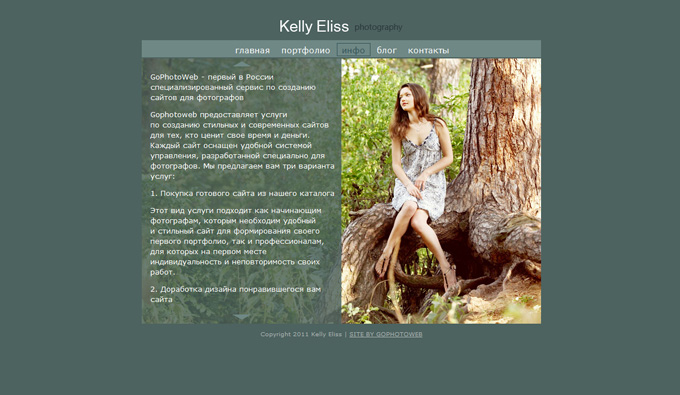 Kelly Eliss photography
главная портфолио инфо блог контакты
GoPhotoWeb - первый в России
специализированный сервис по созданию
сайтов для фотографов
Gophotoweb предоставляет услуги
по созданию стильных и современных сайтов
для тех, кто ценит свое время и деньги.
Каждый сайт оснащен удобной системой
управления, разработанной специально для
фотографов. Мы предлагаем вам три варианта
услуг:
1. Покупка готового сайта из нашего каталога
Этот вид услуги подходит как начинающим
фотографам, которым необходим удобный
и стильный сайт для формирования своего
первого портфолио, так и профессионалам,
для которых на первом месте
индивидуальность и неповторимость своих
работ.
2. Доработка дизайна понравившегося вам
сайта
Copyright 2011 Kelly Eliss | SITE BY GOPHOTOWEB